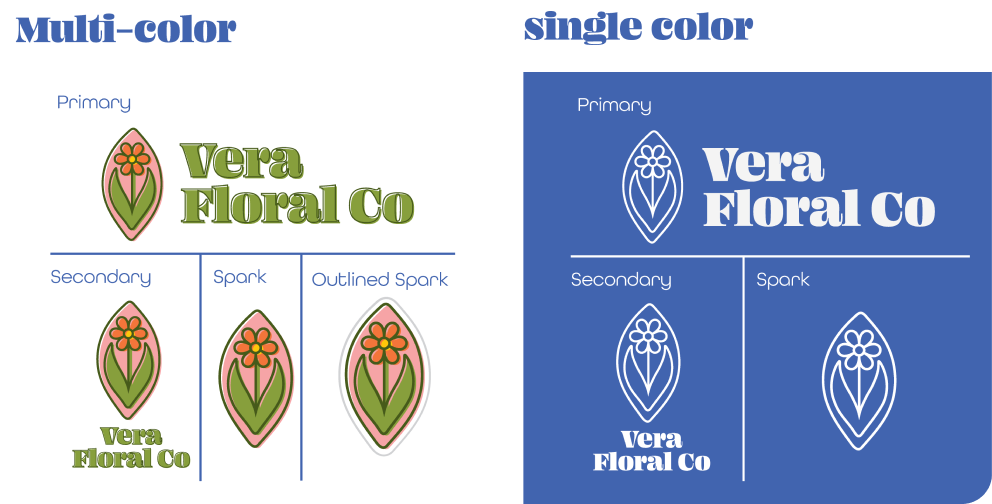 Multi-color
Primary
Vera
Floral Co
Secondary
Spark
Outlined Spark
Vera
Floral Co
single color
Primary
Vera
Floral Co
Secondary
Spark
Vera
Floral Co